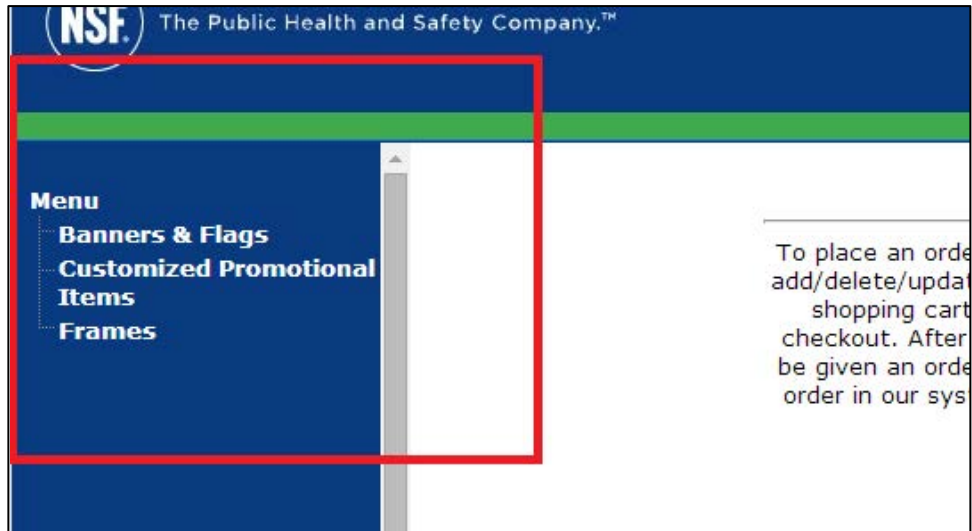 NSF® The Public Health and Safety Company.™
Menu
Banners & Flags
Customized Promotional
Items
Frames
To place an orde
add/delete/updat
shopping cart
checkout. After
be given an orde
order in our sys